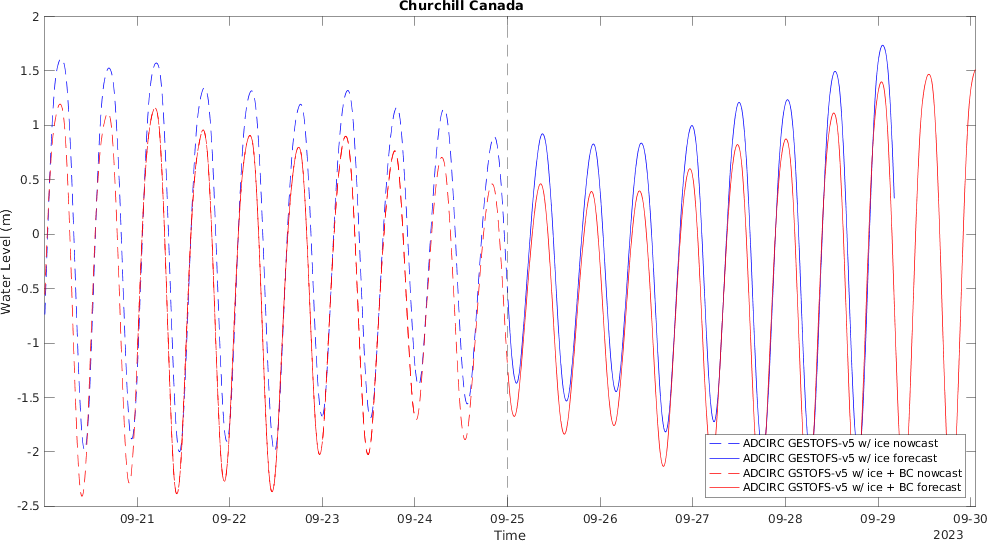 Churchill Canada
2
1.5
1
0.5
0
-0.5
-1
-1.5
-2
-2.5
Water Level (m)
ADCIRC GESTOFS-v5 w/ ice nowcast
ADCIRC GESTOFS-v5 w/ ice forecast
ADCIRC GSTOFS-v5 w/ ice + BC nowcast
ADCIRC GSTOFS-v5 w/ ice + BC forecast
09-21 09-22 09-23 09-24 09-25 09-26 09-27 09-28 09-29 09-30
Time 2023